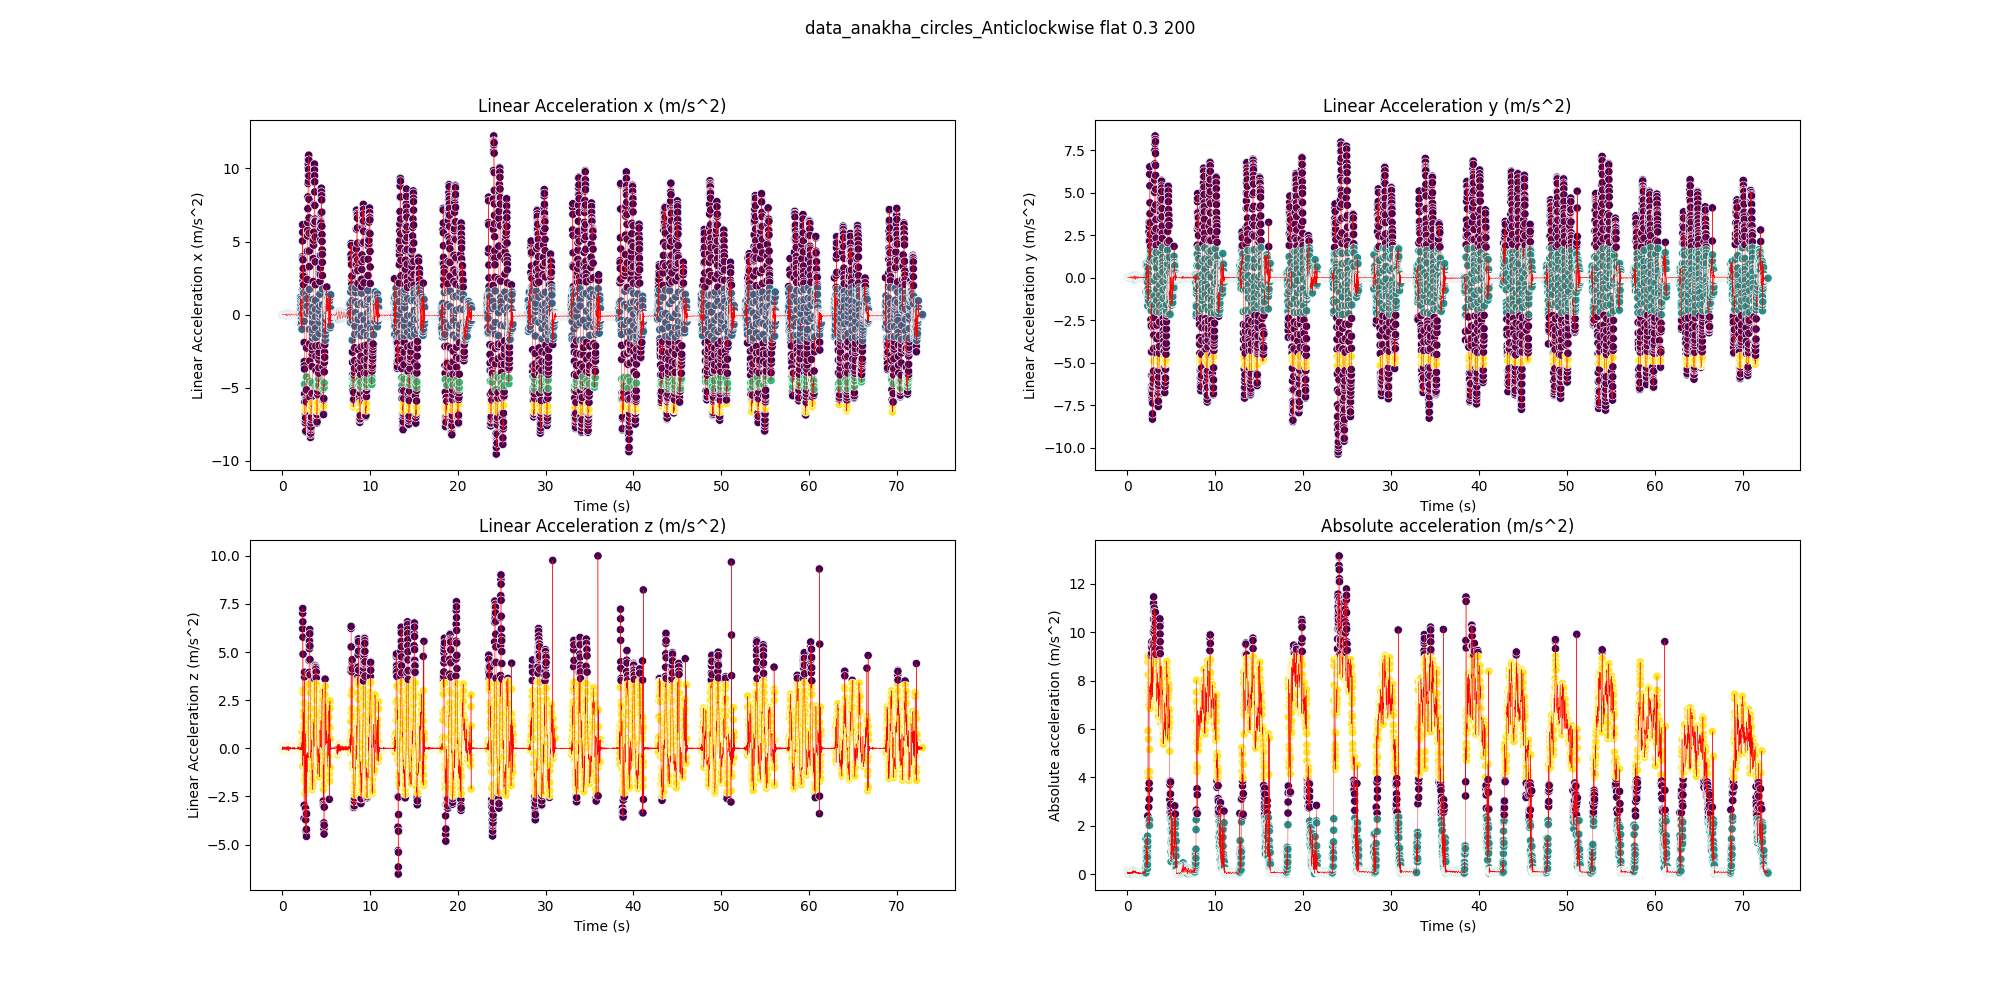 data_anakha_circles_Anticlockwise flat 0.3 200
Linear Acceleration x (m/s^2)
Linear Acceleration x (m/s^2)
10
5
0
−5
−10
0 10 20 30 40 50 60 70
Time (s)
Linear Acceleration y (m/s^2)
Linear Acceleration y (m/s^2)
7.5
5.0
2.5
0.0
−2.5
−5.0
−7.5
−10.0
0 10 20 30 40 50 60 70
Time (s)
Linear Acceleration z (m/s^2)
Linear Acceleration z (m/s^2)
10.0
7.5
5.0
2.5
0.0
−2.5
−5.0
0 10 20 30 40 50 60 70
Time (s)
Absolute acceleration (m/s^2)
Absolute acceleration (m/s^2)
12
10
8
6
4
2
0
0 10 20 30 40 50 60 70
Time (s)